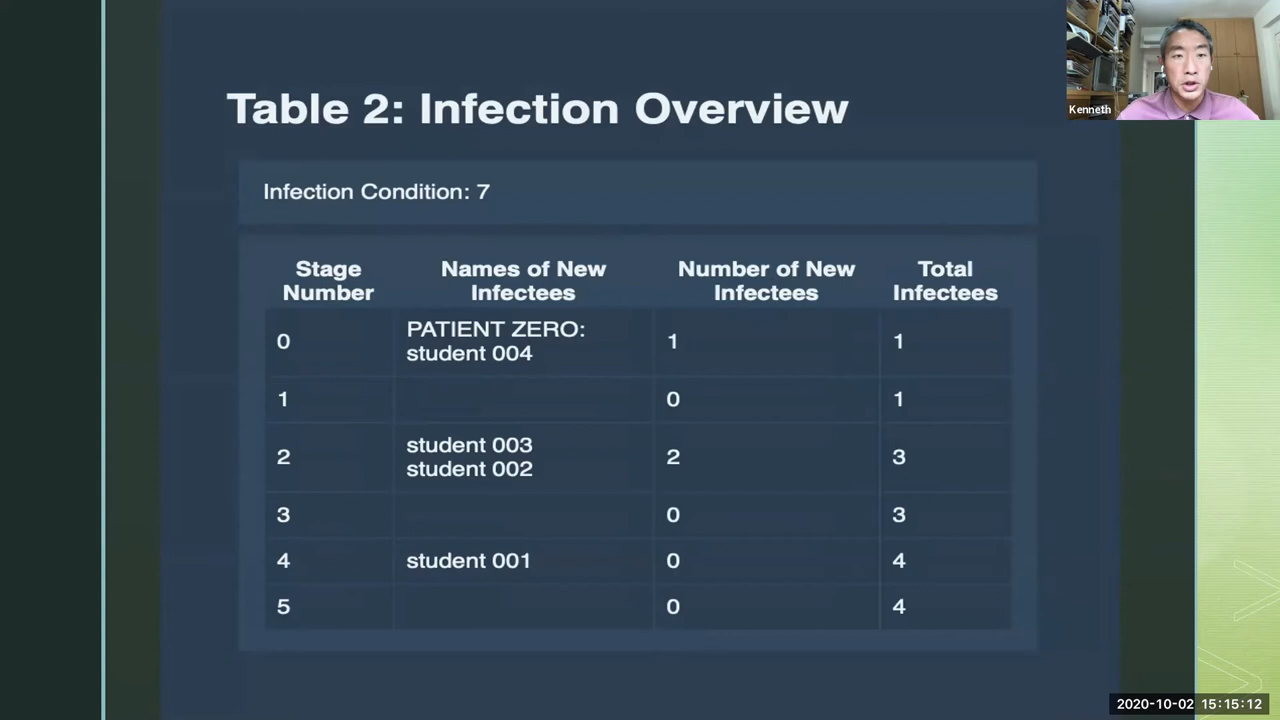 Kenneth
Table 2: Infection Overview
Infection Condition: 7
Stage Number Names of New Infectees Number of New Infectees Total Infectees
0 PATIENT ZERO: student 004 1 1
1 0 1
2 student 003 student 002 2 3
3 0 3
4 student 001 0 4
5 0 4
2020-10-02 15:15:12